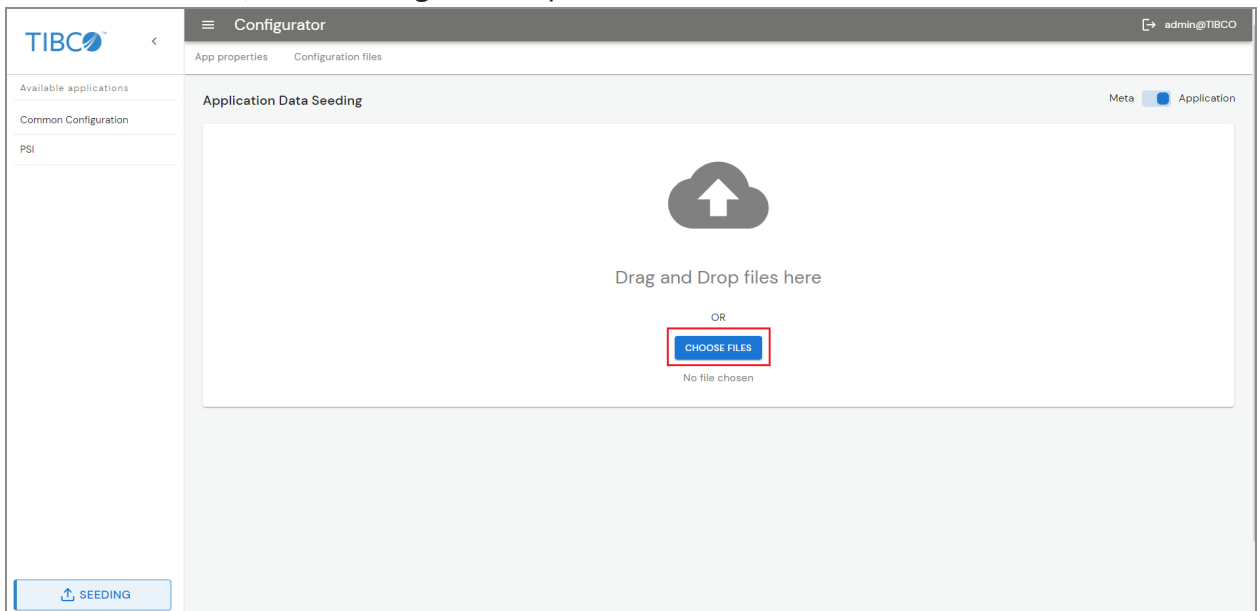 TIBCO™
Configurator
admin@TIBCO
App properties Configuration files
Available applications
Common Configuration
PSI
Application Data Seeding
Meta Application
Drag and Drop files here
OR
CHOOSE FILES
No file chosen
SEEDING